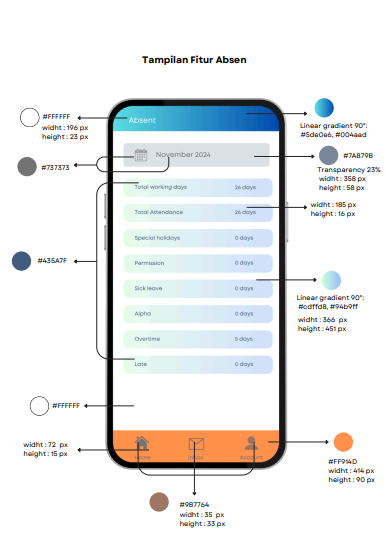 Tampilan Fitur Absen
#FFFFFF
widht : 196 px
height : 23 px
Absent
Linear gradient 90°:
#5de0e6, #004aad
#737373
November 2024
#7A879B
Transparency 23%
widht : 358 px
height : 58 px
Total working days 26 days
Total Attendance 26 days
widht : 185 px
height : 16 px
Special holidays 0 days
#435A7F
Permission 0 days
Sick leave 0 days
Linear gradient 90°:
#cdffd8, #94b9ff
widht : 366 px
height : 451 px
Alpha 0 days
Overtime 5 days
Late 0 days
#FFFFFF
widht : 72 px
height : 15 px
Home Inbox Account
#FF914D
widht : 414 px
height : 90 px
#9B7764
widht : 35 px
height : 33 px